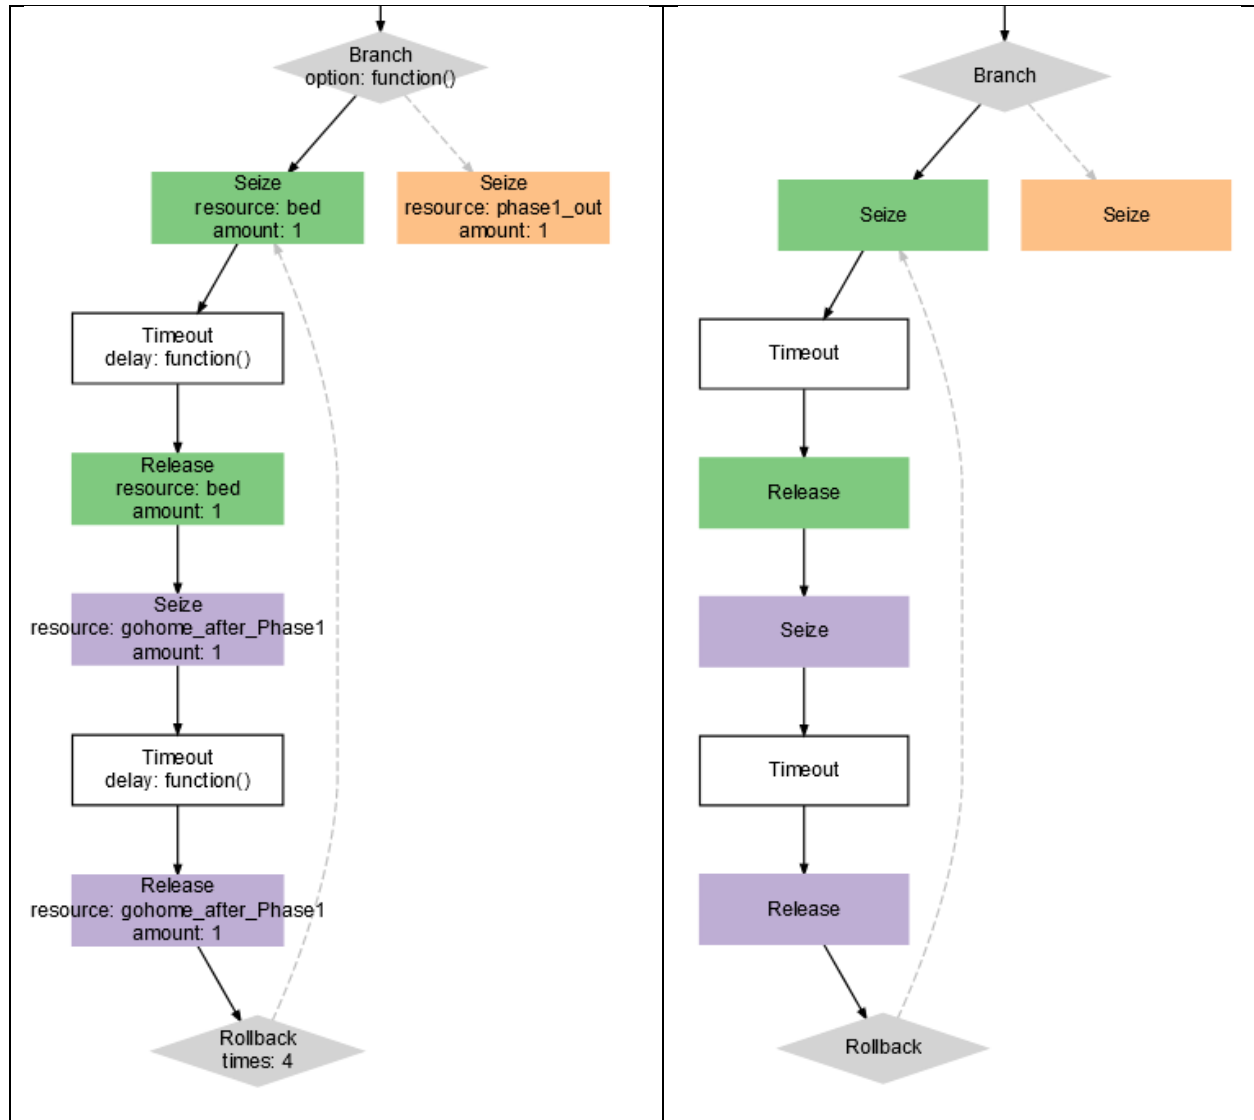 Branch
option: function()
Seize
resource: bed
amount: 1
Seize
resource: phase1_out
amount: 1
Timeout
delay: function()
Release
resource: bed
amount: 1
Seize
resource: gohome_after_Phase1
amount: 1
Timeout
delay: function()
Release
resource: gohome_after_Phase1
amount: 1
Rollback
times: 4
Branch
Seize
Seize
Timeout
Release
Seize
Timeout
Release
Rollback